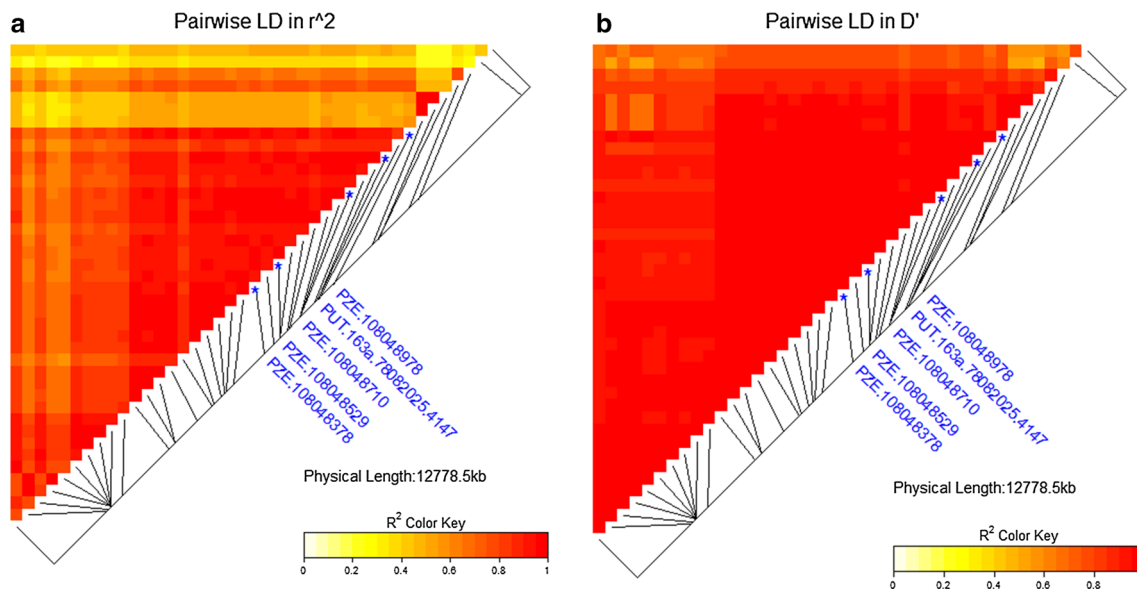 a
Pairwise LD in r^2
PZE.108048978
PUT.163a.78082025.4147
PZE.108048710
PZE.108048529
PZE.108048378
Physical Length:12778.5kb
R² Color Key
0 0.2 0.4 0.6 0.8 1
b
Pairwise LD in D'
PZE.108048978
PUT.163a.78082025.4147
PZE.108048710
PZE.108048529
PZE.108048378
Physical Length:12778.5kb
R² Color Key
0 0.2 0.4 0.6 0.8